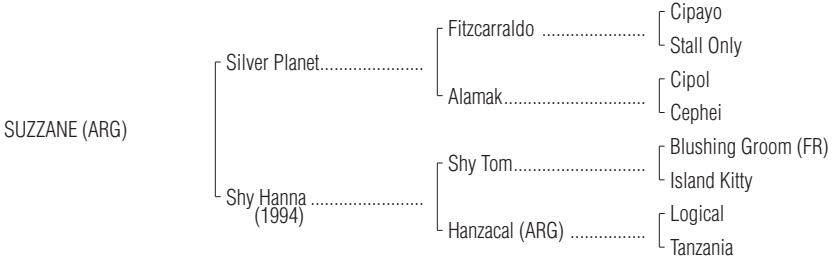 Cipayo
Fitzcarraldo ......................
Stall Only
Silver Planet......................
Cipol
Alamak..............................
Cephei
SUZZANE (ARG)
Blushing Groom (FR)
Shy Tom............................
Island Kitty
Shy Hanna ........................
(1994)
Logical
Hanzacal (ARG) ................
Tanzania